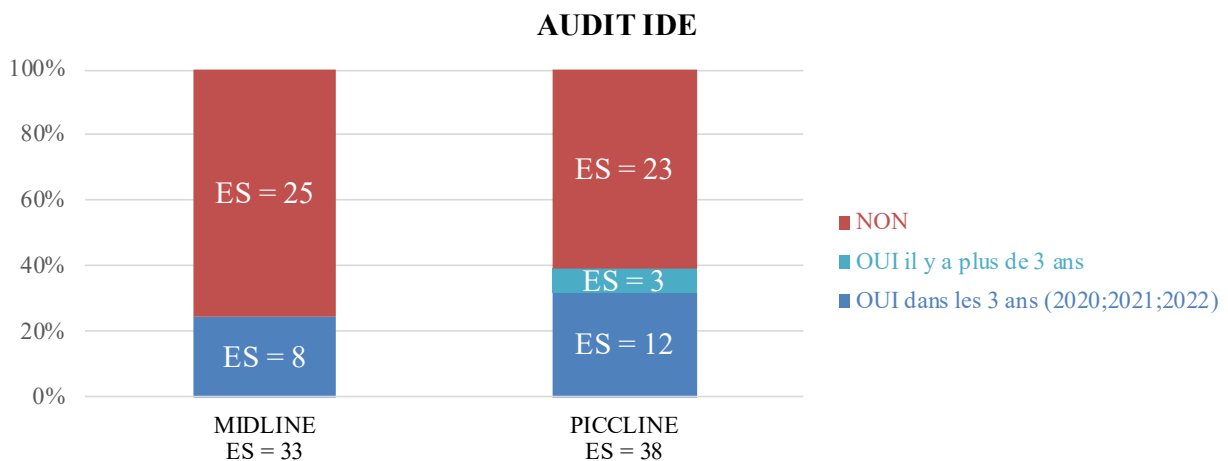 AUDIT IDE
100%
80%
60%
40%
20%
0%
ES = 25
ES = 8
ES = 23
ES = 3
ES = 12
MIDLINE
ES = 33
PICCLINE
ES = 38
NON
OUI il y a plus de 3 ans
OUI dans les 3 ans (2020;2021;2022)